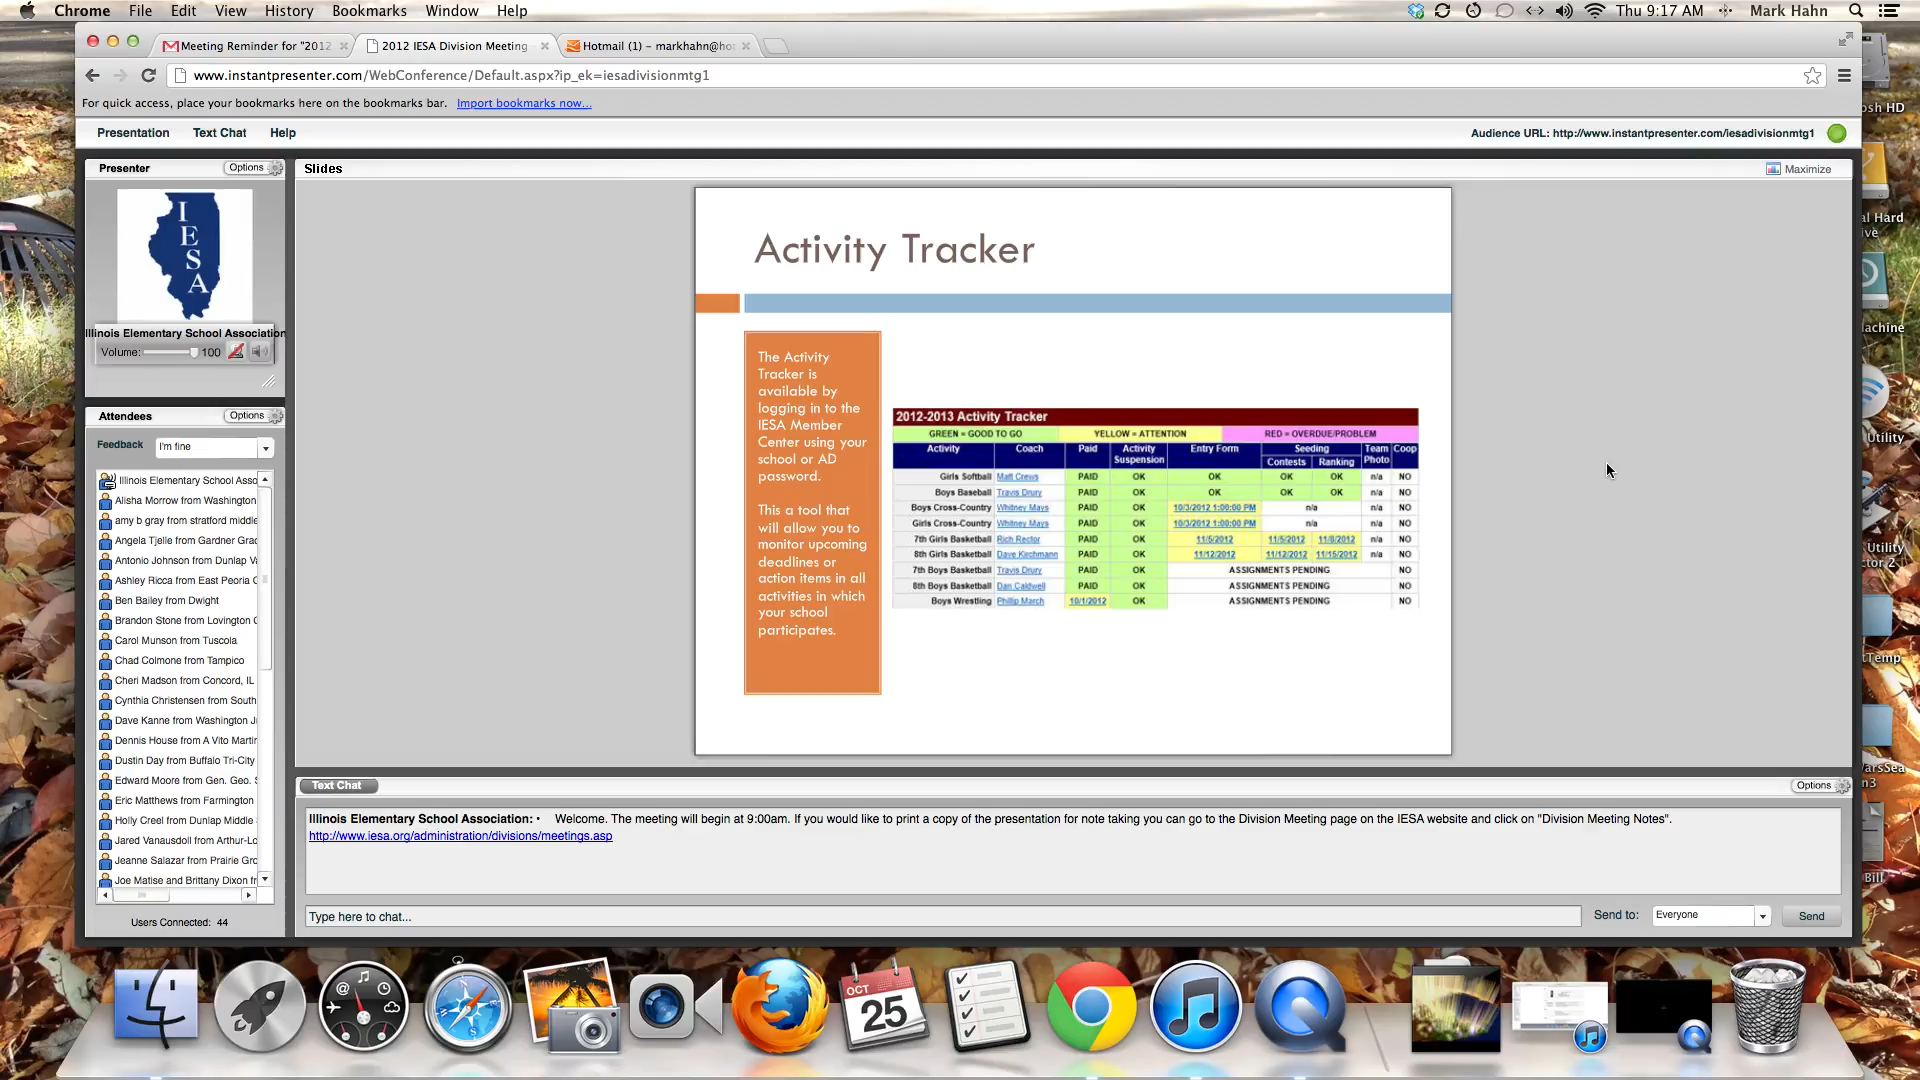 Chrome File Edit View History Bookmarks Window Help Thu 9:17 AM Mark Hahn
Meeting Reminder for "2012 2012 IESA Division Meeting Hotmail (1) - markhahn@ho
www.instantpresenter.com/WebConference/Default.aspx?ip_ek=iesadivisionmtg1
For quick access, place your bookmarks here on the bookmarks bar. Import bookmarks now...
Presentation Text Chat Help Audience URL: http://www.instantpresenter.com/iesadivisionmtg1
Presenter Options
Slides Maximize
I
E
S
A
Illinois Elementary School Association
Volume: 100
Attendees Options
Feedback I'm fine
Illinois Elementary School Asso
Alisha Morrow from Washington
amy b gray from stratford middle
Angela Tjelle from Gardner Grac
Antonio Johnson from Dunlap Va
Ashley Ricca from East Peoria C
Ben Bailey from Dwight
Brandon Stone from Lovington C
Carol Munson from Tuscola
Chad Colmone from Tampico
Cheri Madson from Concord, IL
Cynthia Christensen from South
Dave Kanne from Washington Ju
Dennis House from A Vito Martin
Dustin Day from Buffalo Tri-City
Edward Moore from Gen. Geo. S
Eric Matthews from Farmington
Holly Creel from Dunlap Middle
Jared Vanausdoll from Arthur-Lo
Jeanne Salazar from Prairie Gro
Joe Matise and Brittany Dixon fr
Users Connected: 44
Activity Tracker
The Activity
Tracker is
available by
logging in to the
IESA Member
Center using your
school or AD
password.
This a tool that
will allow you to
monitor upcoming
deadlines or
action items in all
activities in which
your school
participates.
2012-2013 Activity Tracker
GREEN = GOOD TO GO YELLOW = ATTENTION RED = OVERDUE/PROBLEM
Activity Coach Paid Activity Suspension Entry Form Seeding Team Photo Coop
Contests Ranking
Girls Softball Matt Crews PAID OK OK OK OK n/a NO
Boys Baseball Travis Drury PAID OK OK OK OK n/a NO
Boys Cross-Country Whitney Mays PAID OK 10/3/2012 1:00:00 PM n/a n/a NO
Girls Cross-Country Whitney Mays PAID OK 10/3/2012 1:00:00 PM n/a n/a NO
7th Girls Basketball Rich Rector PAID OK 11/5/2012 11/5/2012 11/8/2012 n/a NO
8th Girls Basketball Dave Kirchmann PAID OK 11/12/2012 11/12/2012 11/15/2012 n/a NO
7th Boys Basketball Travis Drury PAID OK ASSIGNMENTS PENDING NO
8th Boys Basketball Dan Caldwell PAID OK ASSIGNMENTS PENDING NO
Boys Wrestling Phillip March 10/1/2012 OK ASSIGNMENTS PENDING NO
Text Chat Options
Illinois Elementary School Association: • Welcome. The meeting will begin at 9:00am. If you would like to print a copy of the presentation for note taking you can go to the Division Meeting page on the IESA website and click on "Division Meeting Notes".
http://www.iesa.org/administration/divisions/meetings.asp
Type here to chat... Send to: Everyone Send
osh HD
al Hard
ive
achine
Utility
Utility
ctor 2
tTemp
arsSea
n3
Bill
OCT
25